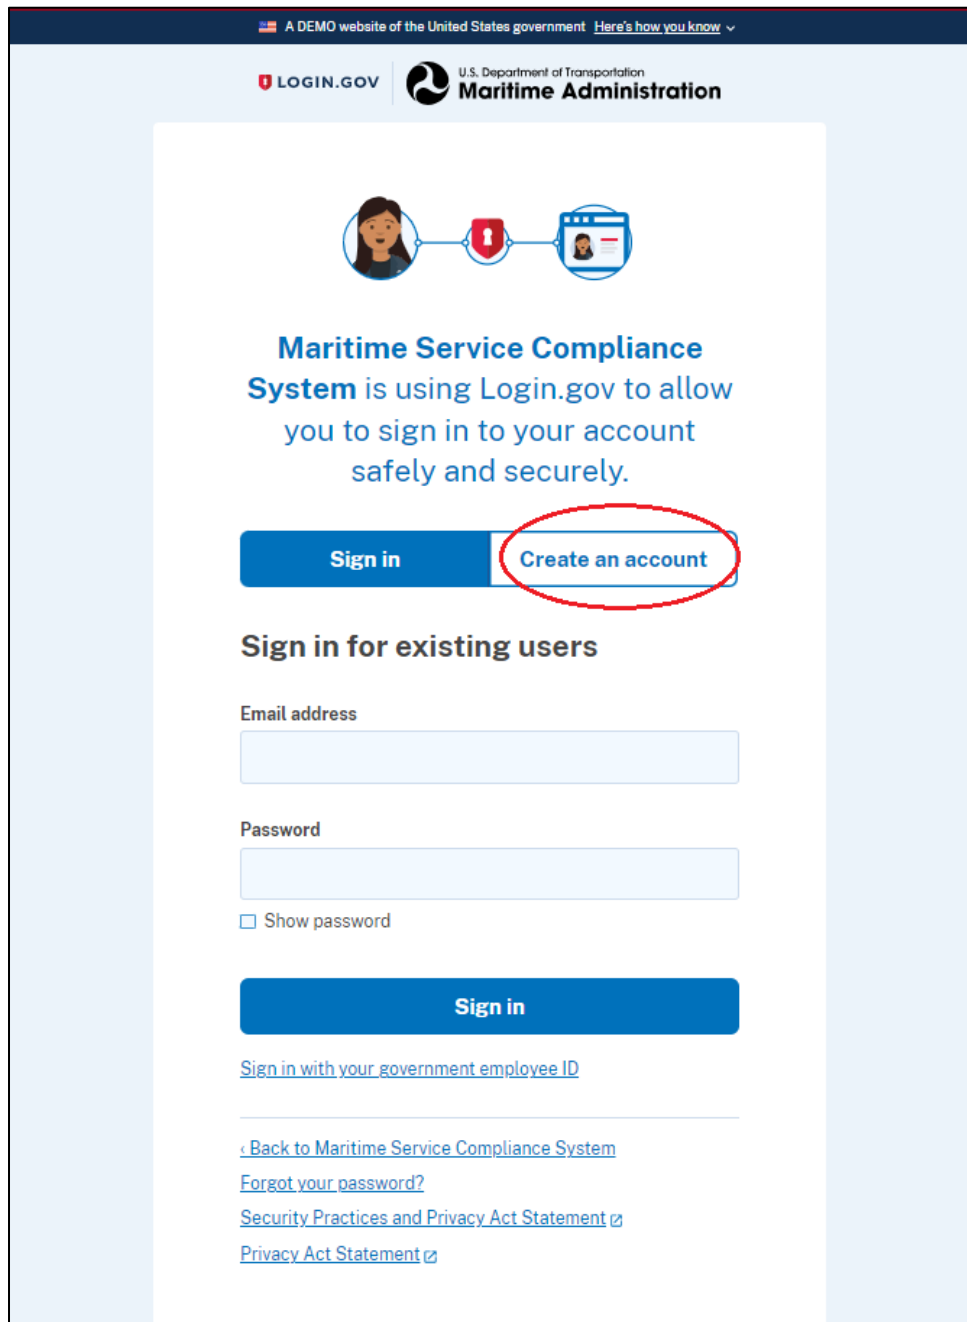 A DEMO website of the United States government Here's how you know
LOGIN.GOV
U.S. Department of Transportation
Maritime Administration
Maritime Service Compliance
System is using Login.gov to allow
you to sign in to your account
safely and securely.
Sign in
Create an account
Sign in for existing users
Email address
Password
Show password
Sign in
Sign in with your government employee ID
‹ Back to Maritime Service Compliance System
Forgot your password?
Security Practices and Privacy Act Statement
Privacy Act Statement